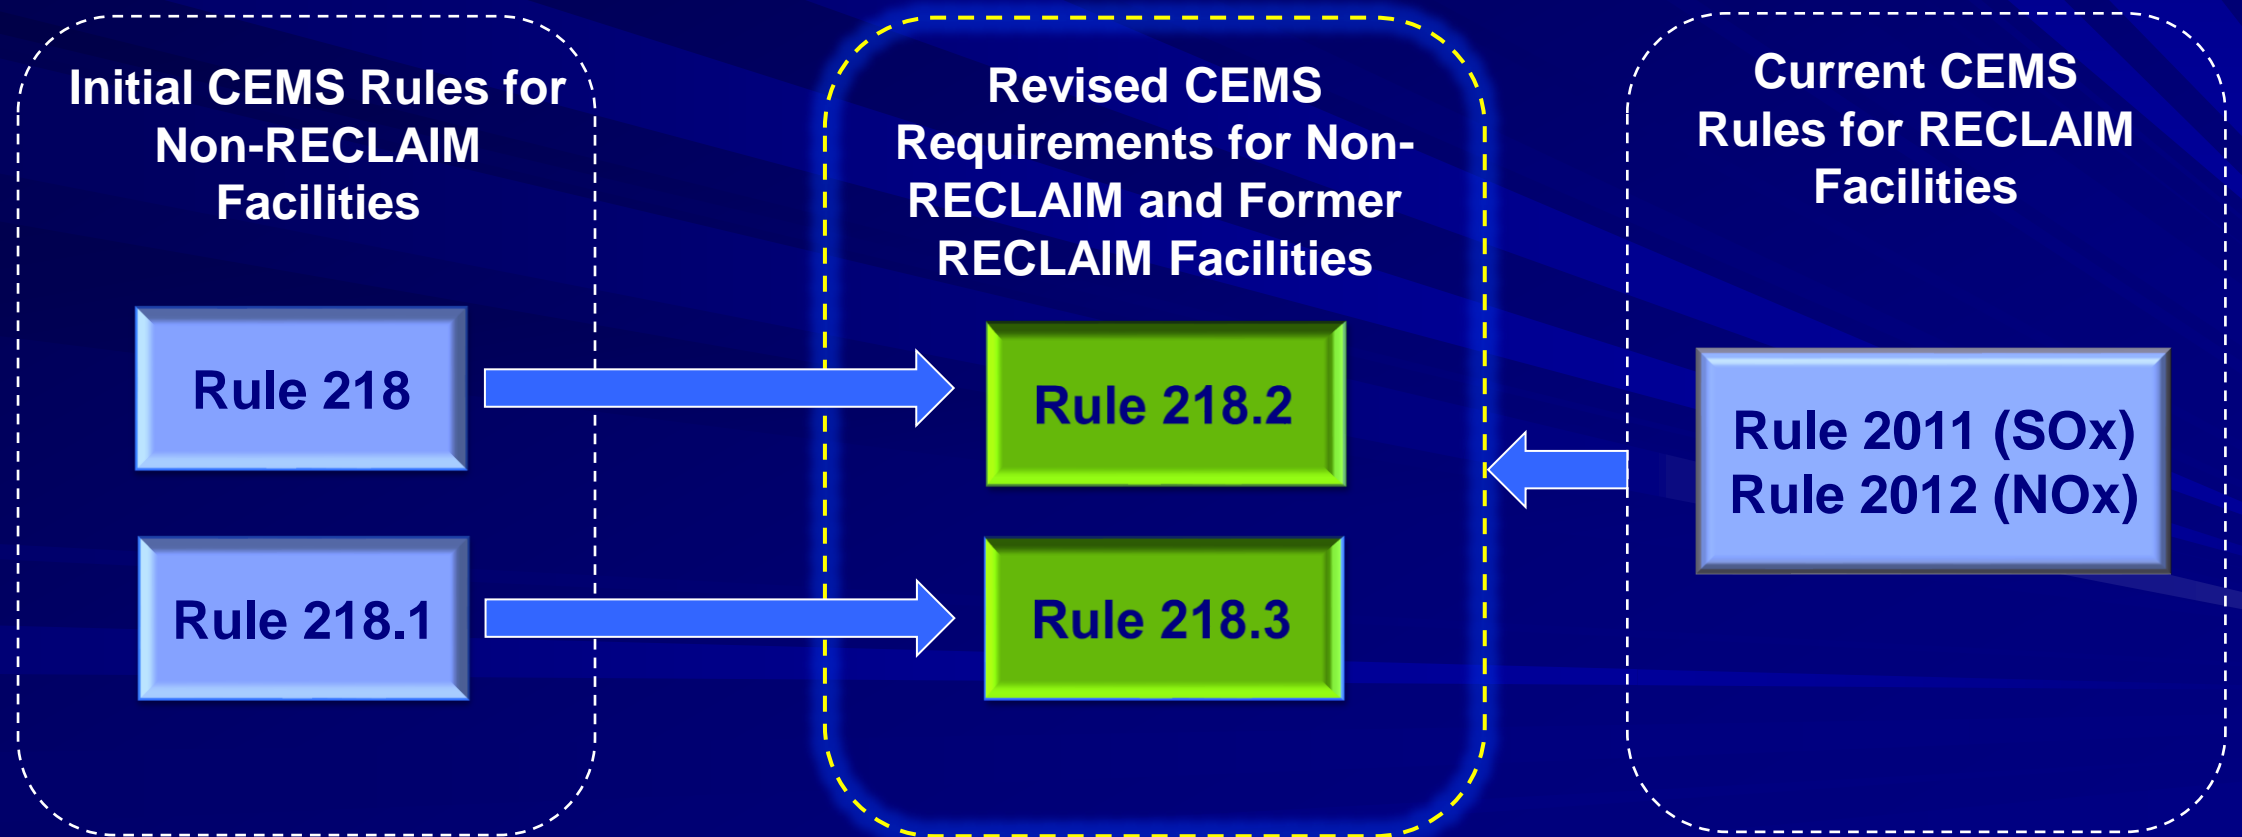 Initial CEMS Rules for
Non-RECLAIM
Facilities
Rule 218
Rule 218.1
Revised CEMS
Requirements for Non-
RECLAIM and Former
RECLAIM Facilities
Rule 218.2
Rule 218.3
Current CEMS
Rules for RECLAIM
Facilities
Rule 2011 (SOx)
Rule 2012 (NOx)